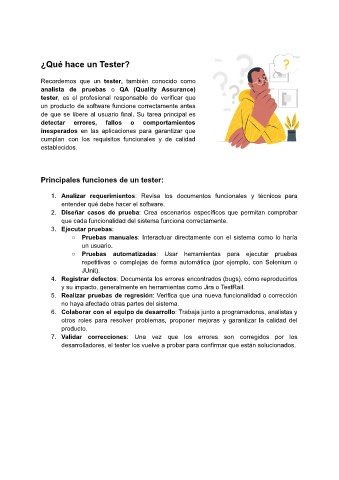 ¿Qué hace un Tester?
Recordemos que un tester, también conocido como
analista de pruebas o QA (Quality Assurance)
tester, es el profesional responsable de verificar que
un producto de software funcione correctamente antes
de que se libere al usuario final. Su tarea principal es
detectar errores, fallos o comportamientos
inesperados en las aplicaciones para garantizar que
cumplan con los requisitos funcionales y de calidad
establecidos.
Principales funciones de un tester:
1. Analizar requerimientos: Revisa los documentos funcionales y técnicos para
entender qué debe hacer el software.
2. Diseñar casos de prueba: Crea escenarios específicos que permitan comprobar
que cada funcionalidad del sistema funciona correctamente.
3. Ejecutar pruebas:
○ Pruebas manuales: Interactuar directamente con el sistema como lo haría
un usuario.
○ Pruebas automatizadas: Usar herramientas para ejecutar pruebas
repetitivas o complejas de forma automática (por ejemplo, con Selenium o
JUnit).
4. Registrar defectos: Documenta los errores encontrados (bugs), cómo reproducirlos
y su impacto, generalmente en herramientas como Jira o TestRail.
5. Realizar pruebas de regresión: Verifica que una nueva funcionalidad o corrección
no haya afectado otras partes del sistema.
6. Colaborar con el equipo de desarrollo: Trabaja junto a programadores, analistas y
otros roles para resolver problemas, proponer mejoras y garantizar la calidad del
producto.
7. Validar correcciones: Una vez que los errores son corregidos por los
desarrolladores, el tester los vuelve a probar para confirmar que están solucionados.